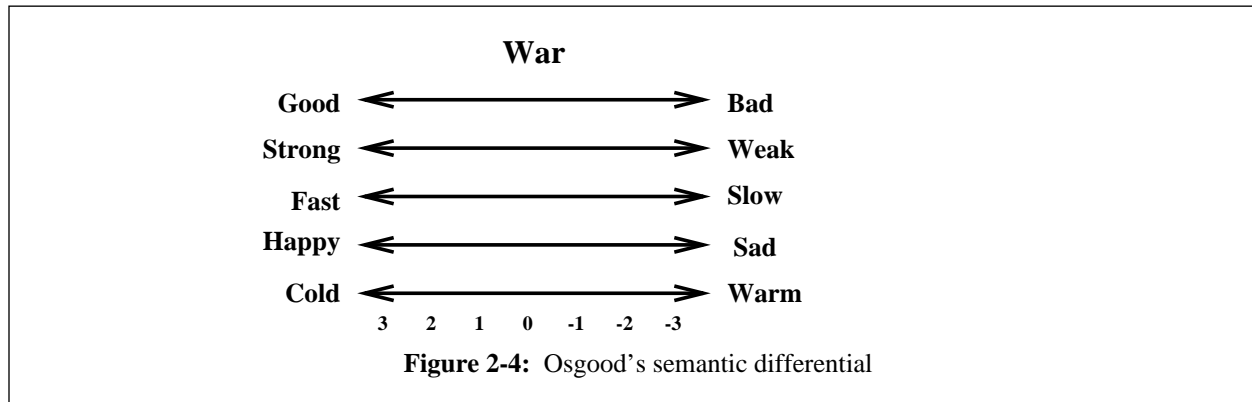 War
Good Bad
Strong Weak
Fast Slow
Happy Sad
Cold Warm
3 2 1 0 -1 -2 -3
Figure 2-4: Osgood's semantic differential